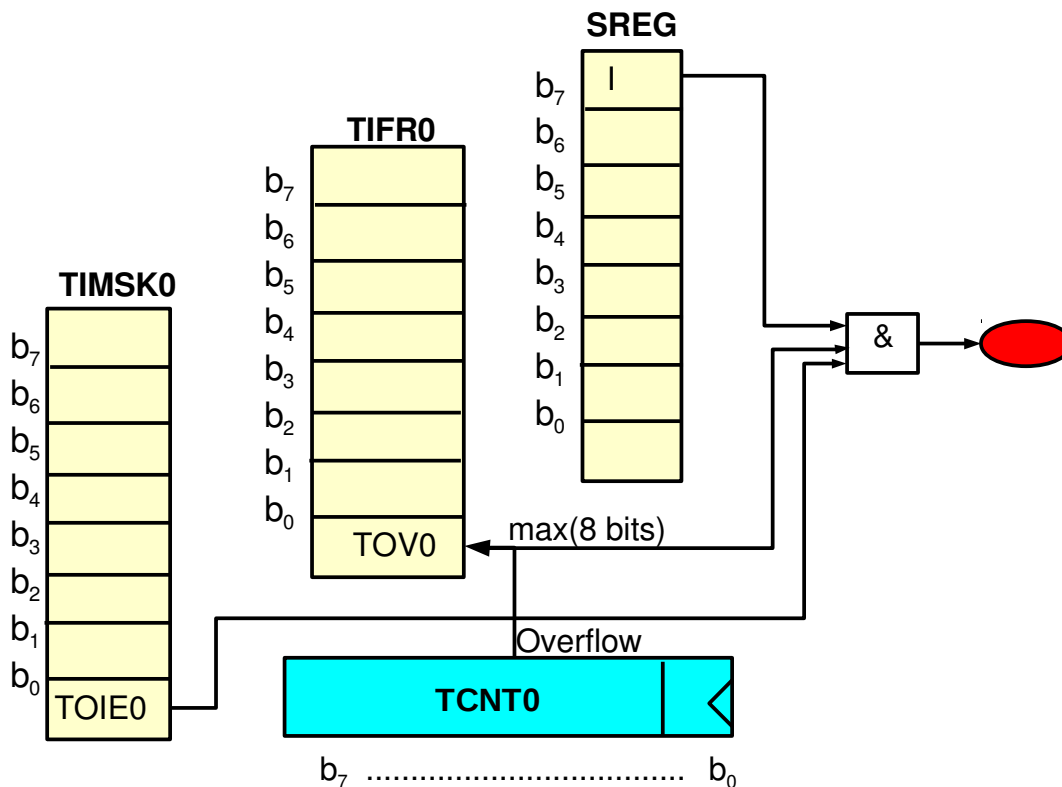 SREG
I
b7
b6
b5
b4
b3
b2
b1
b0
TIFR0
b7
b6
b5
b4
b3
b2
b1
b0
TOV0
TIMSK0
b7
b6
b5
b4
b3
b2
b1
b0
TOIE0
&
max(8 bits)
Overflow
TCNT0
b7 .................................... b0